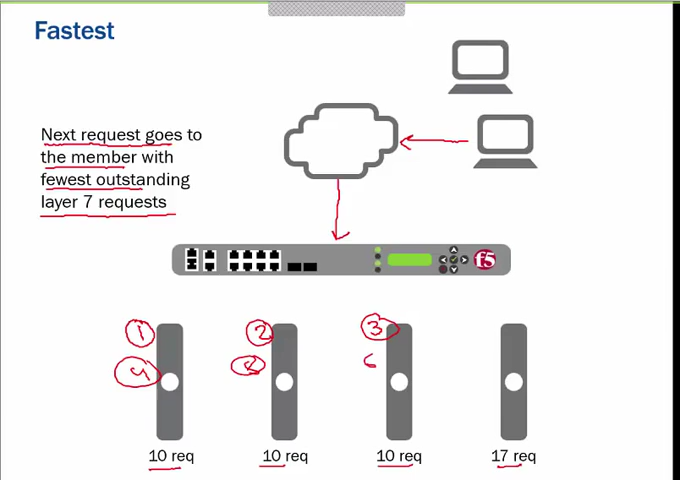 Fastest
Next request goes to
the member with
fewest outstanding
layer 7 requests
f5
1 2 3
6
10 req 10 req 10 req 17 req